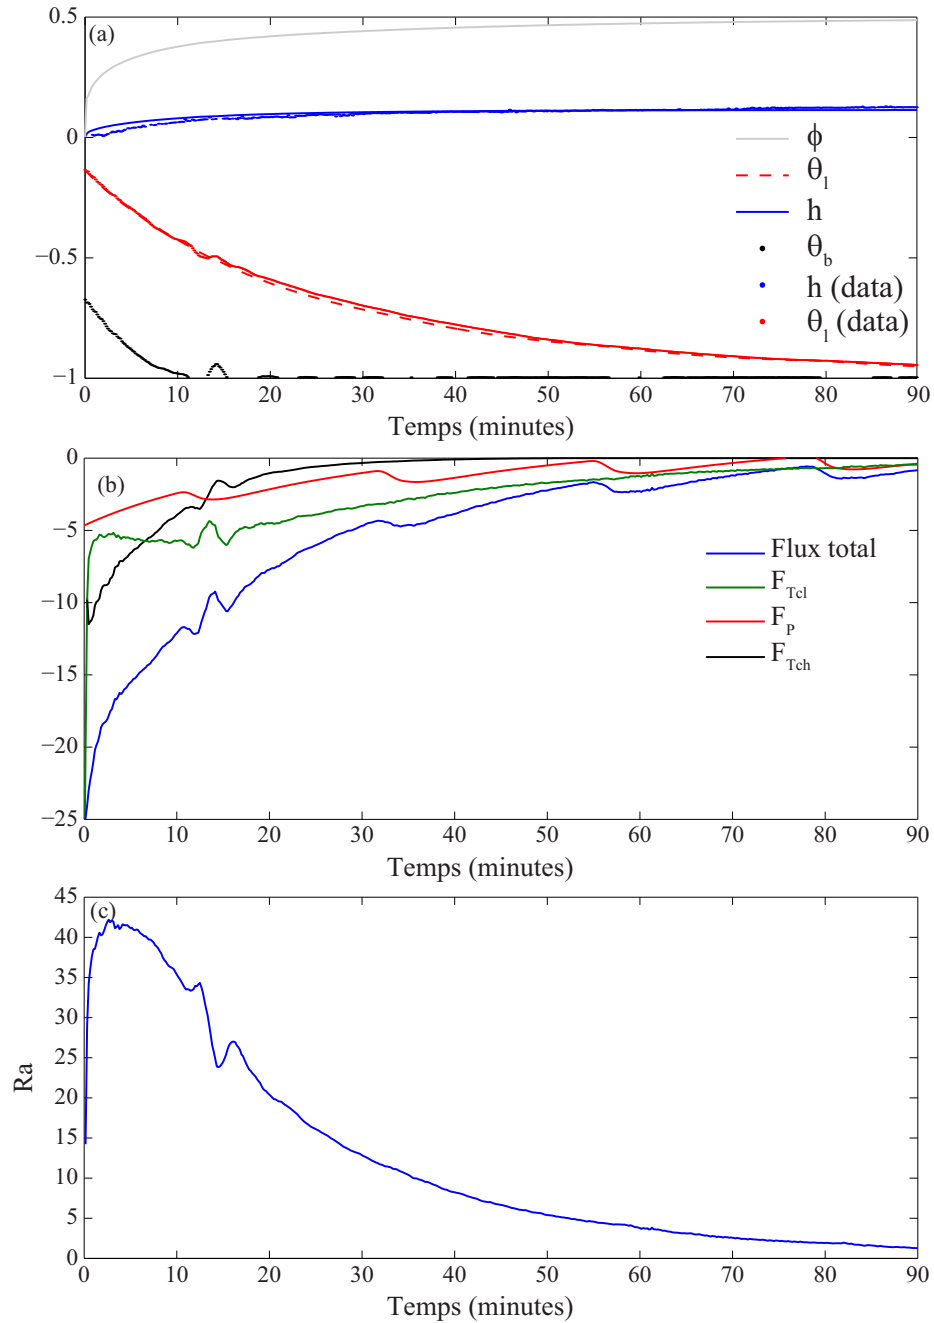 0.5
(a)
0
−0.5
−1
ϕ
θl
h
θb
h (data)
θl (data)
0 10 20 30 40 50 60 70 80 90
Temps (minutes)
0
(b)
−5
−10
−15
−20
−25
Flux total
FTcl
FP
FTch
0 10 20 30 40 50 60 70 80 90
Temps (minutes)
45
(c)
40
35
30
25
20
15
10
5
0
Ra
0 10 20 30 40 50 60 70 80 90
Temps (minutes)